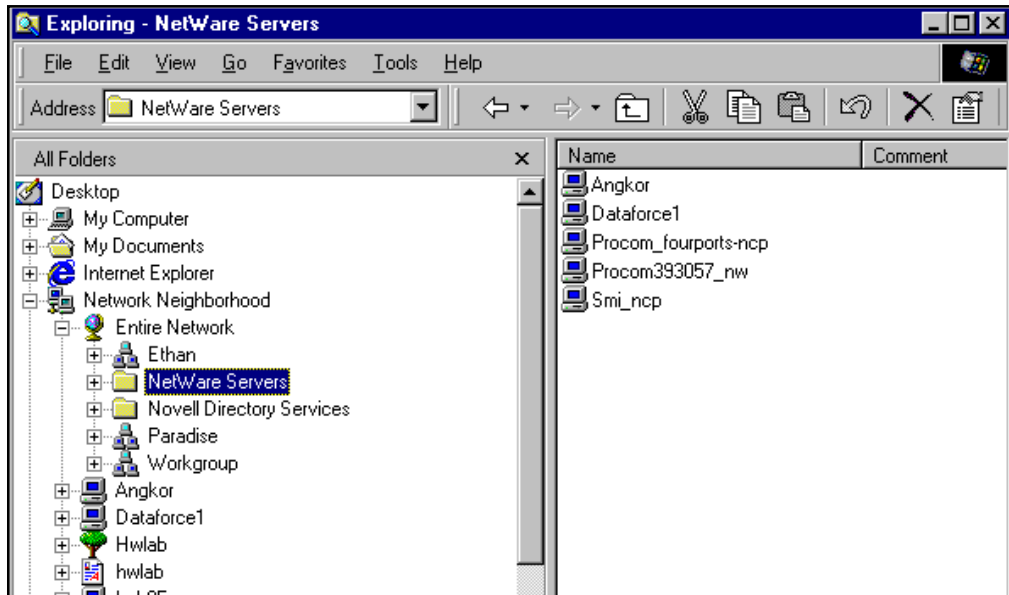 Exploring - NetWare Servers
File Edit View Go Favorites Tools Help
Address NetWare Servers
All Folders
Desktop
My Computer
My Documents
Internet Explorer
Network Neighborhood
Entire Network
Ethan
NetWare Servers
Novell Directory Services
Paradise
Workgroup
Angkor
Dataforce1
Hwlab
hwlab
Name Comment
Angkor
Dataforce1
Procom_fourports-ncp
Procom393057_nw
Smi_ncp